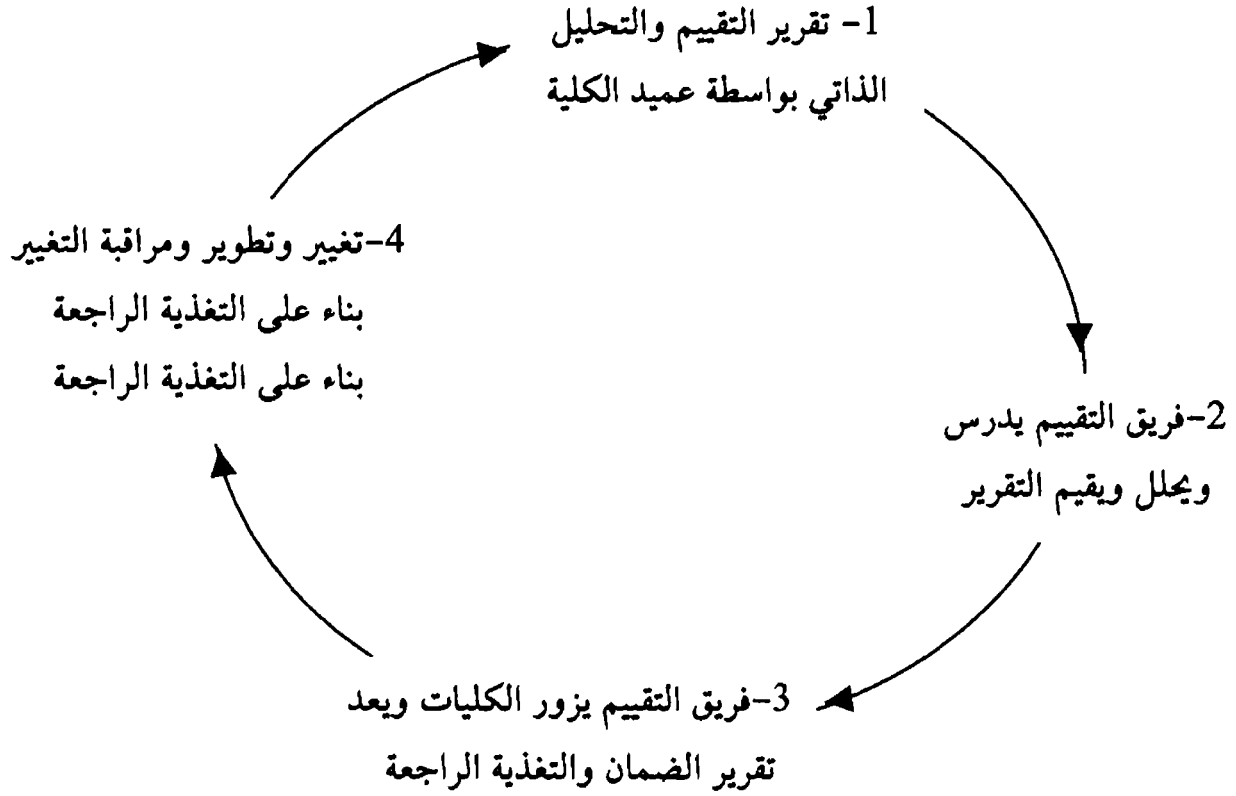 1- تقرير التقييم والتحليل
الذاتي بواسطة عميد الكلية
2-فريق التقييم يدرس
ويحلل ويقيم التقرير
3-فريق التقييم يزور الكليات ويعد
تقرير الضمان والتغذية الراجعة
4-تغيير وتطوير ومراقبة التغيير
بناء على التغذية الراجعة
بناء على التغذية الراجعة